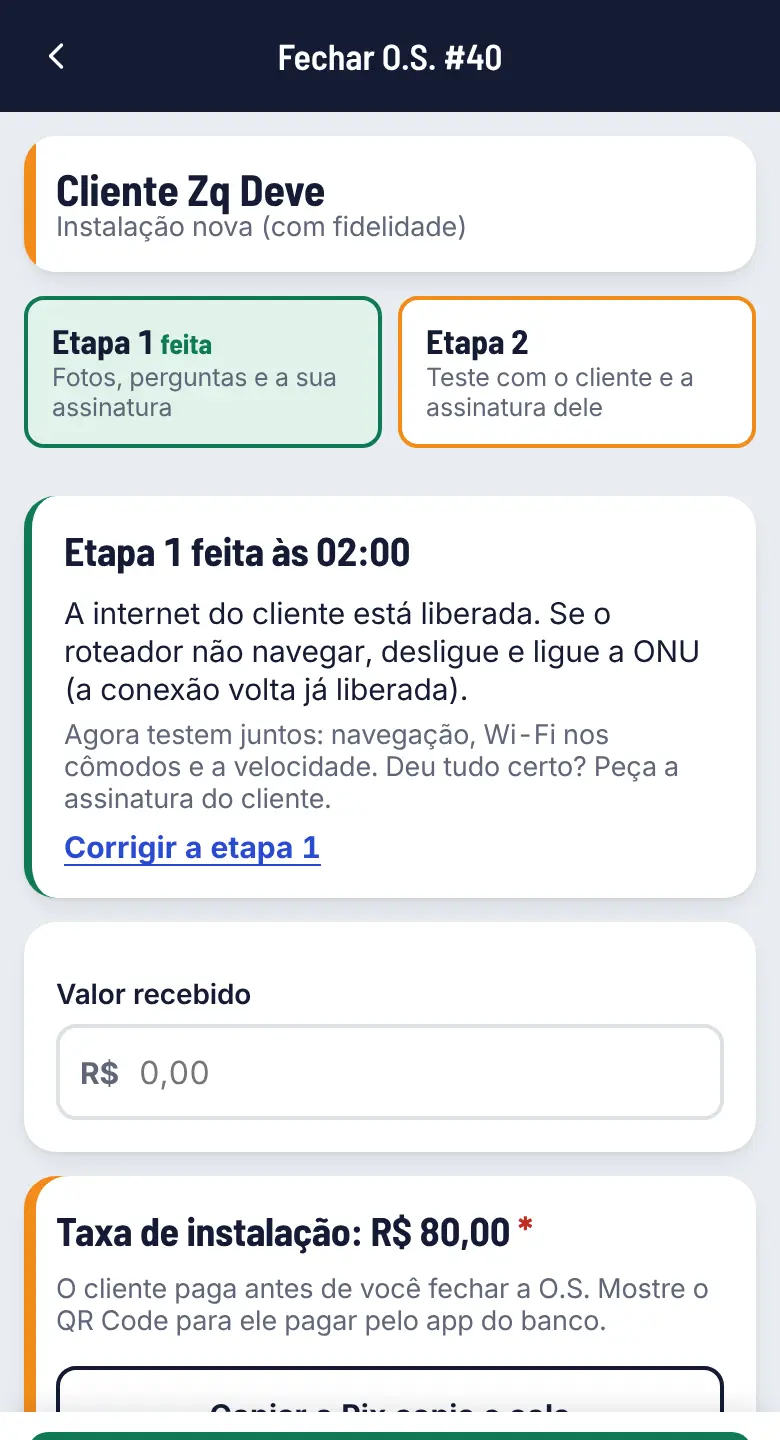 Fechar O.S. #40
Cliente Zq Deve
Instalação nova (com fidelidade)
Etapa 1 feita
Fotos, perguntas e a sua
assinatura
Etapa 2
Teste com o cliente e a
assinatura dele
Etapa 1 feita às 02:00
A internet do cliente está liberada. Se o
roteador não navegar, desligue e ligue a ONU
(a conexão volta já liberada).
Agora testem juntos: navegação, Wi-Fi nos
cômodos e a velocidade. Deu tudo certo? Peça a
assinatura do cliente.
Corrigir a etapa 1
Valor recebido
R$ 0,00
Taxa de instalação: R$ 80,00 *
O cliente paga antes de você fechar a O.S. Mostre o
QR Code para ele pagar pelo app do banco.
Copiar o Pix copia e cola